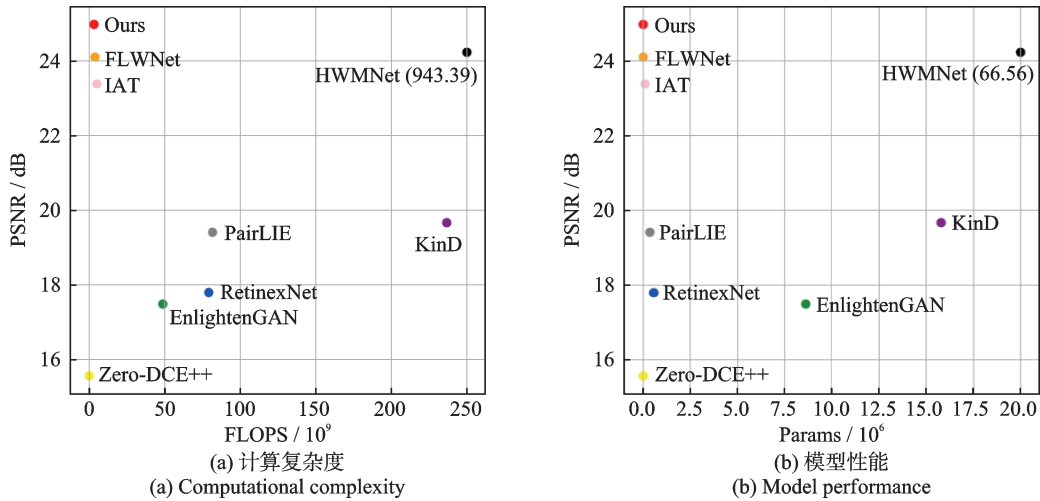 Ours
FLWNet
IAT
HWMNet (943.39)
PairLIE
KinD
RetinexNet
EnlightenGAN
Zero-DCE++
24
22
20
18
16
PSNR / dB
0 50 100 150 200 250
FLOPS / 10⁹
(a) 计算复杂度
(a) Computational complexity
Ours
FLWNet
IAT
HWMNet (66.56)
PairLIE
KinD
RetinexNet
EnlightenGAN
Zero-DCE++
24
22
20
18
16
PSNR / dB
0.0 2.5 5.0 7.5 10.0 12.5 15.0 17.5 20.0
Params / 10⁶
(b) 模型性能
(b) Model performance